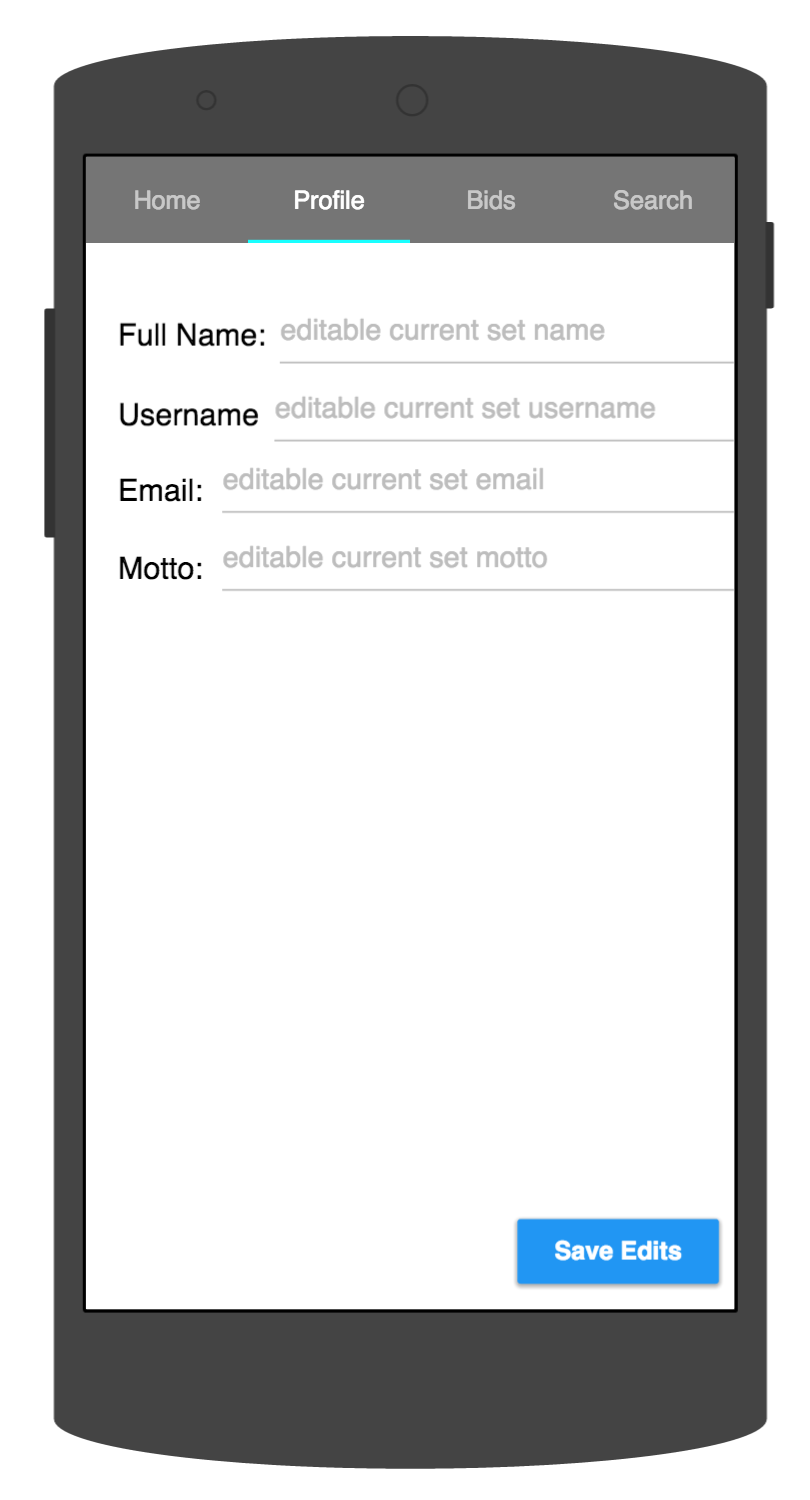 Home Profile Bids Search
Full Name: editable current set name
Username editable current set username
Email: editable current set email
Motto: editable current set motto
Save Edits